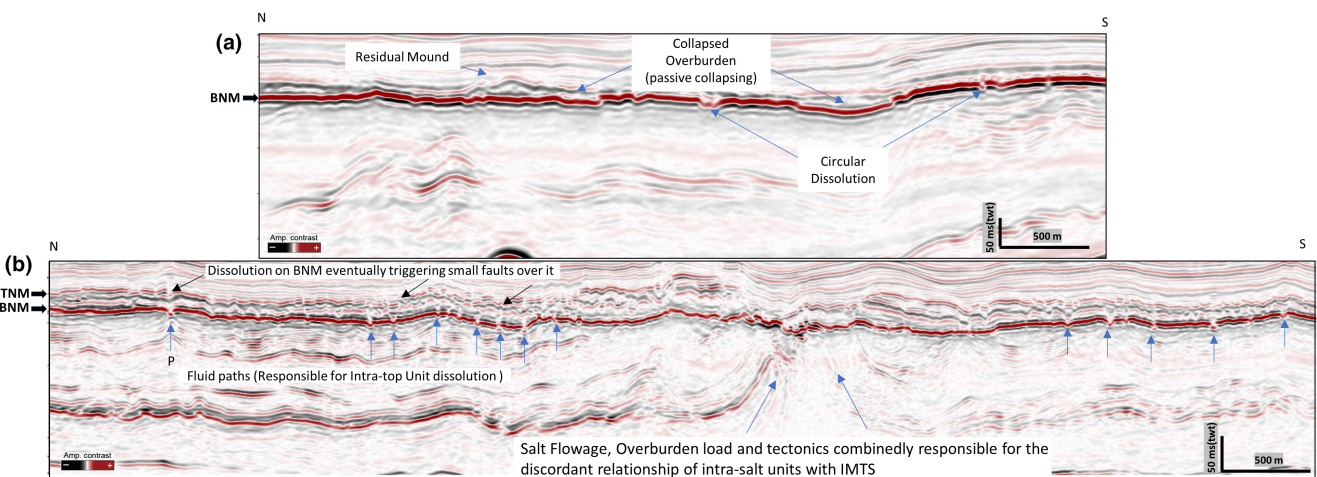 N
S
(a)
Residual Mound
Collapsed
Overburden
(passive collapsing)
BNM
Circular
Dissolution
Amp. contrast
− +
50 ms(twt)
500 m
N
S
(b)
Dissolution on BNM eventually triggering small faults over it
TNM
BNM
P
Fluid paths (Responsible for Intra-top Unit dissolution )
Salt Flowage, Overburden load and tectonics combinedly responsible for the
discordant relationship of intra-salt units with IMTS
Amp. contrast
− +
50 ms(twt)
500 m